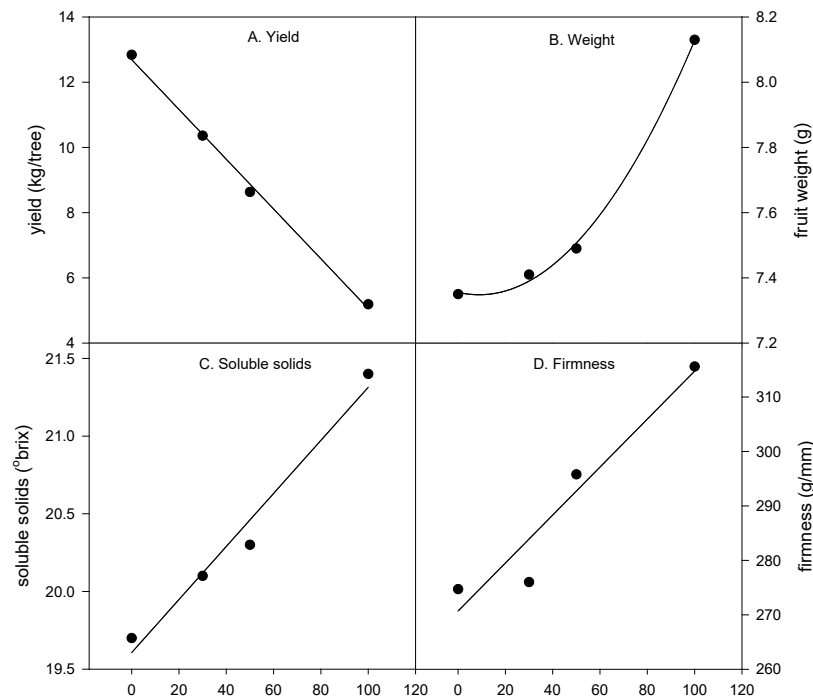 14
12
10
8
6
4
yield (kg/tree)
A. Yield
B. Weight
8.2
8.0
7.8
7.6
7.4
7.2
fruit weight (g)
21.5
21.0
20.5
20.0
19.5
soluble solids (°brix)
C. Soluble solids
D. Firmness
310
300
290
280
270
260
firmness (g/mm)
0 20 40 60 80 100 120 0 20 40 60 80 100 120